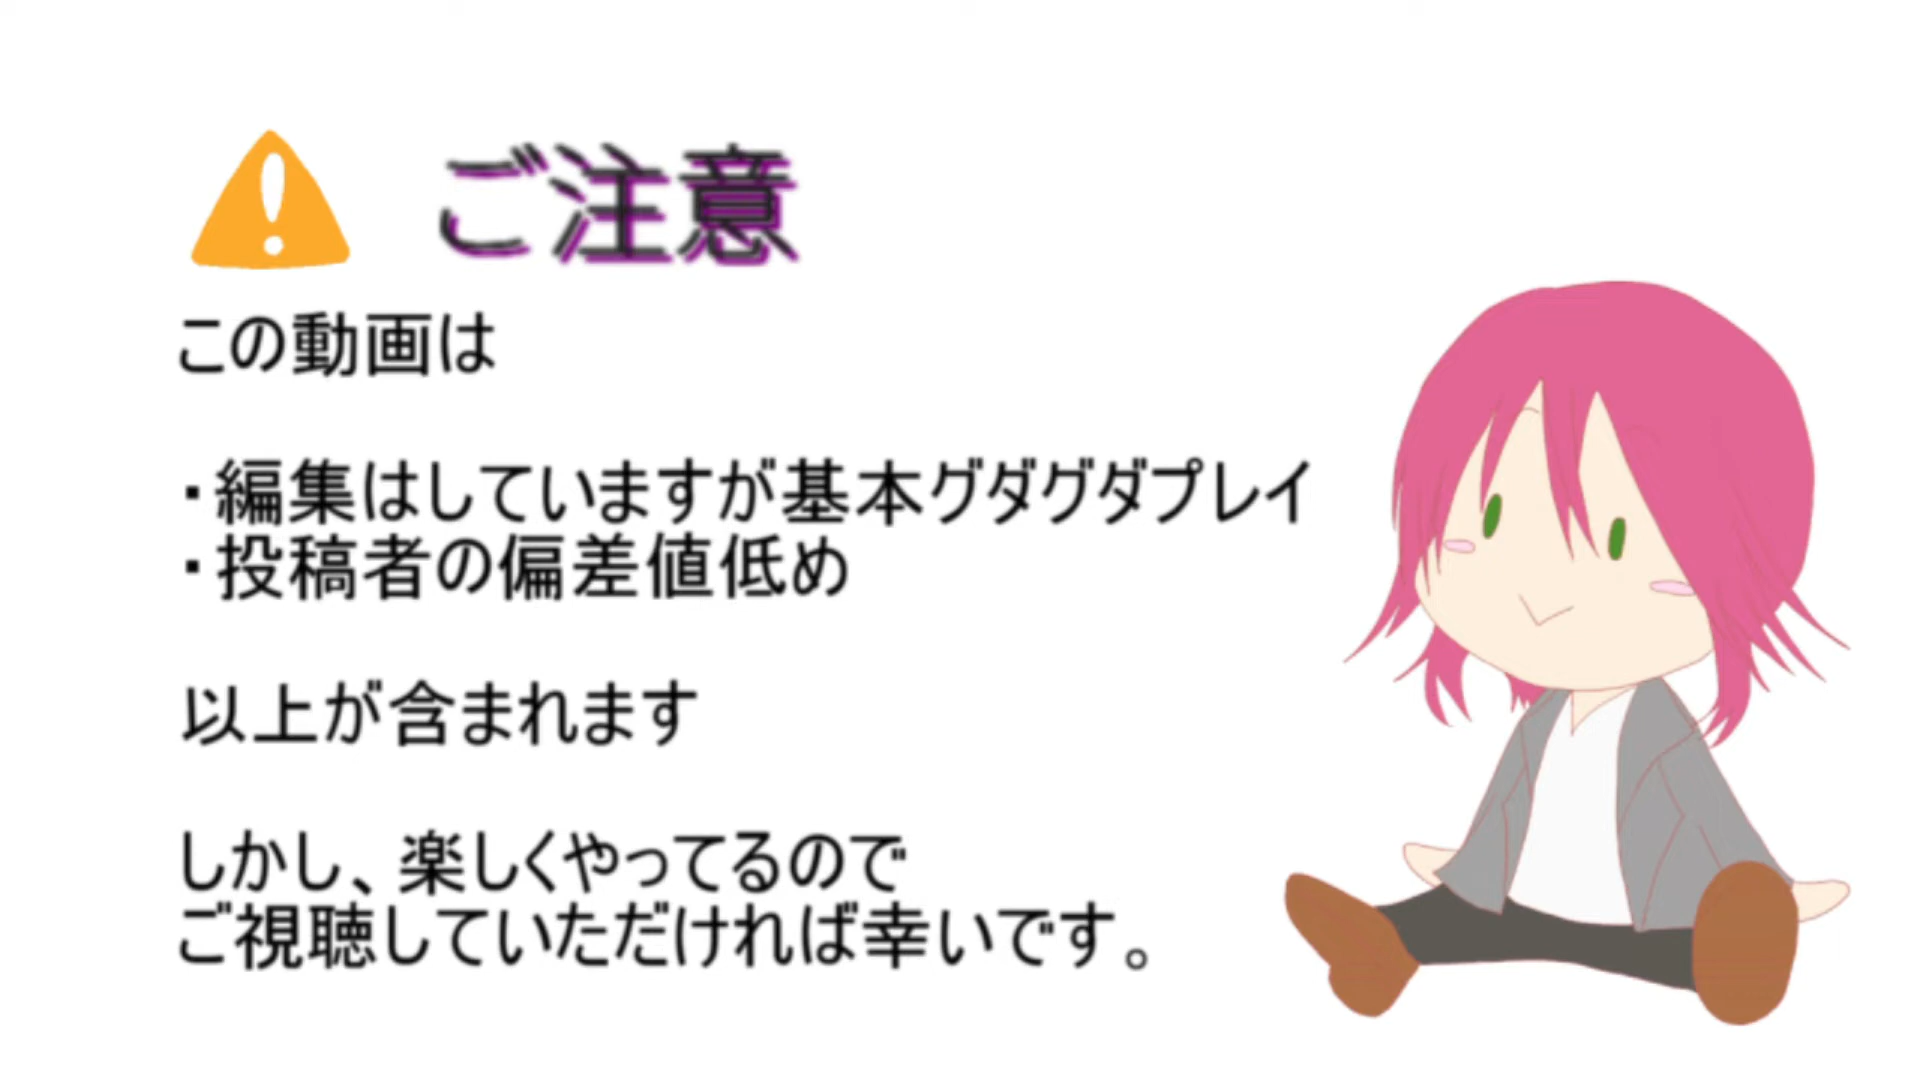 ご注意
この動画は
・編集はしていますが基本グダグダプレイ
・投稿者の偏差値低め
以上が含まれます
しかし、楽しくやってるので
ご視聴していただければ幸いです。